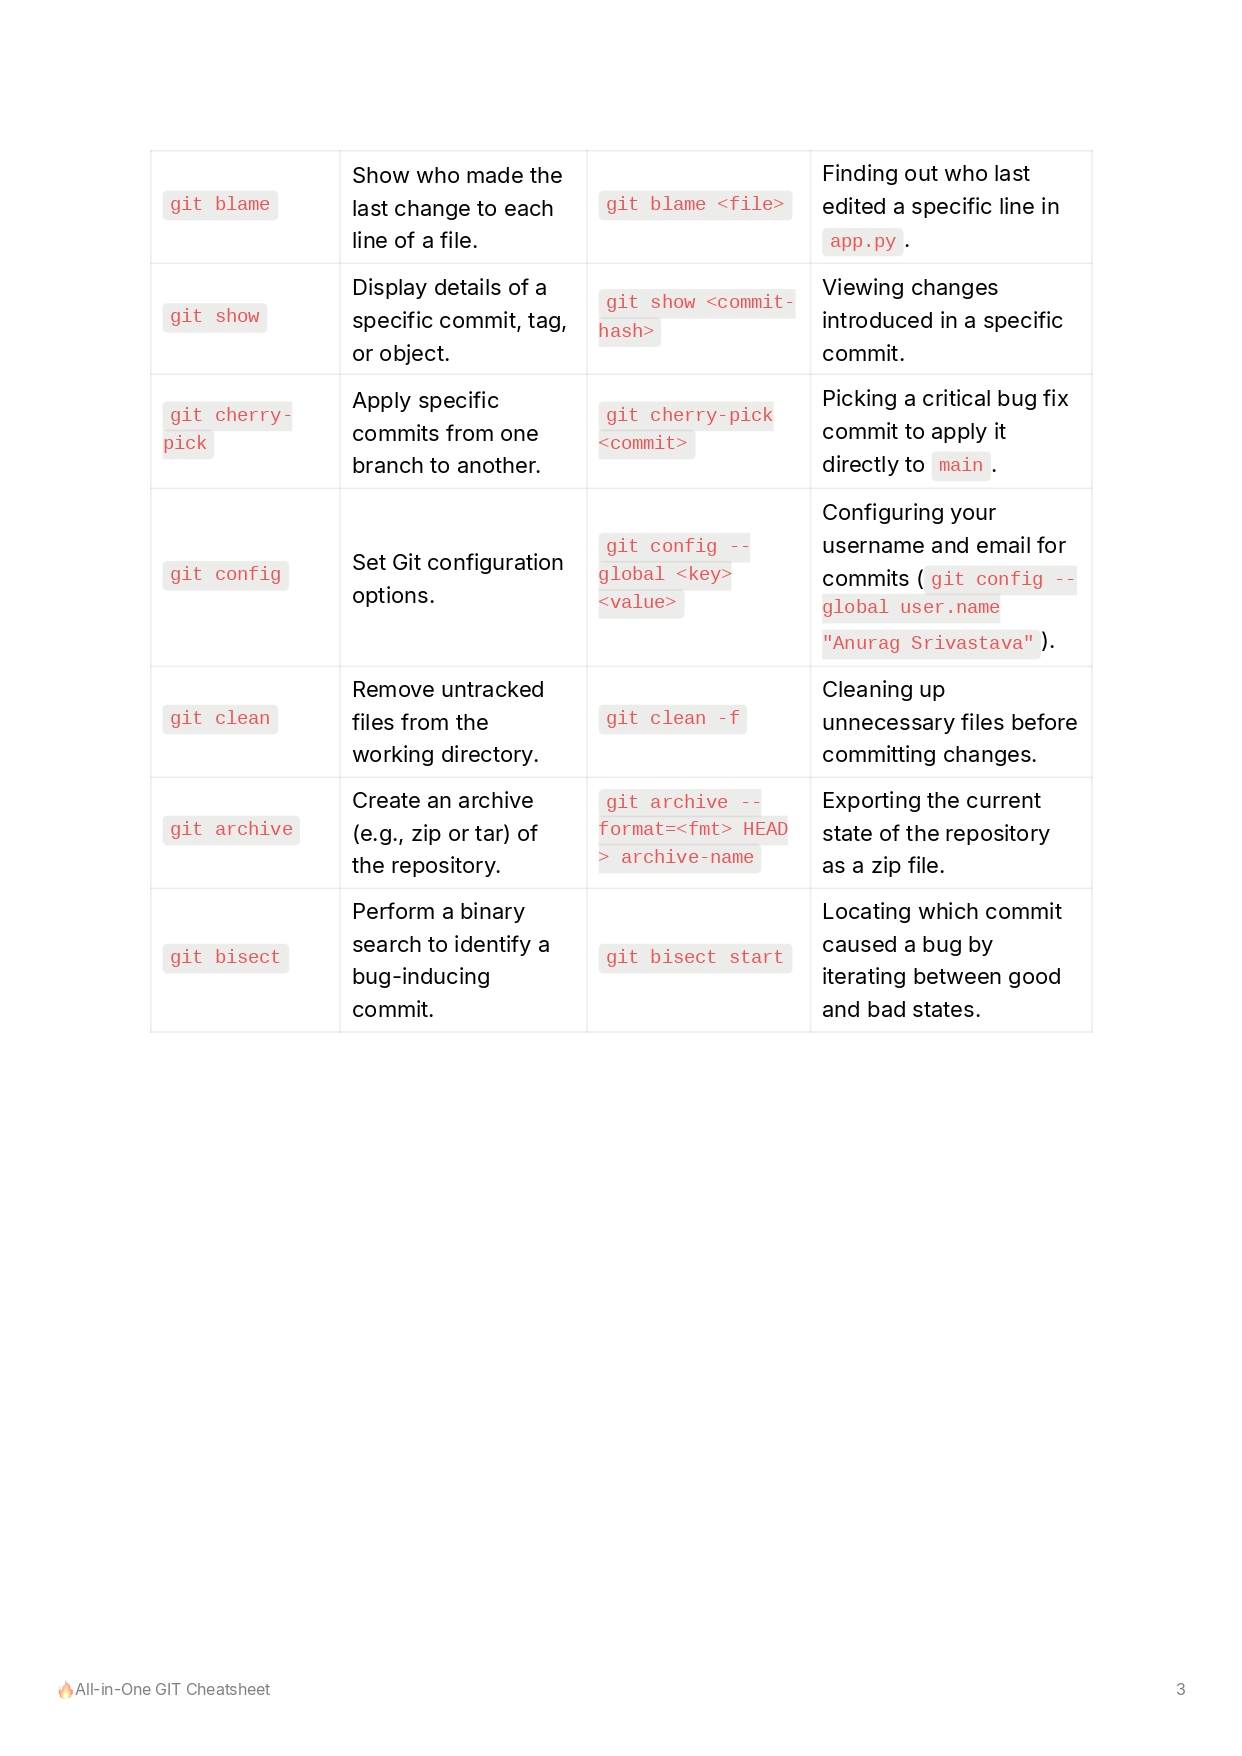 git blame
Show who made the
last change to each
line of a file.
git blame <file>
Finding out who last
edited a specific line in
app.py .
git show
Display details of a
specific commit, tag,
or object.
git show <commit-
hash>
Viewing changes
introduced in a specific
commit.
git cherry-
pick
Apply specific
commits from one
branch to another.
git cherry-pick
<commit>
Picking a critical bug fix
commit to apply it
directly to main .
git config
Set Git configuration
options.
git config --
global <key>
<value>
Configuring your
username and email for
commits ( git config --
global user.name
"Anurag Srivastava" ).
git clean
Remove untracked
files from the
working directory.
git clean -f
Cleaning up
unnecessary files before
committing changes.
git archive
Create an archive
(e.g., zip or tar) of
the repository.
git archive --
format=<fmt> HEAD
> archive-name
Exporting the current
state of the repository
as a zip file.
git bisect
Perform a binary
search to identify a
bug-inducing
commit.
git bisect start
Locating which commit
caused a bug by
iterating between good
and bad states.
🔥All-in-One GIT Cheatsheet
3